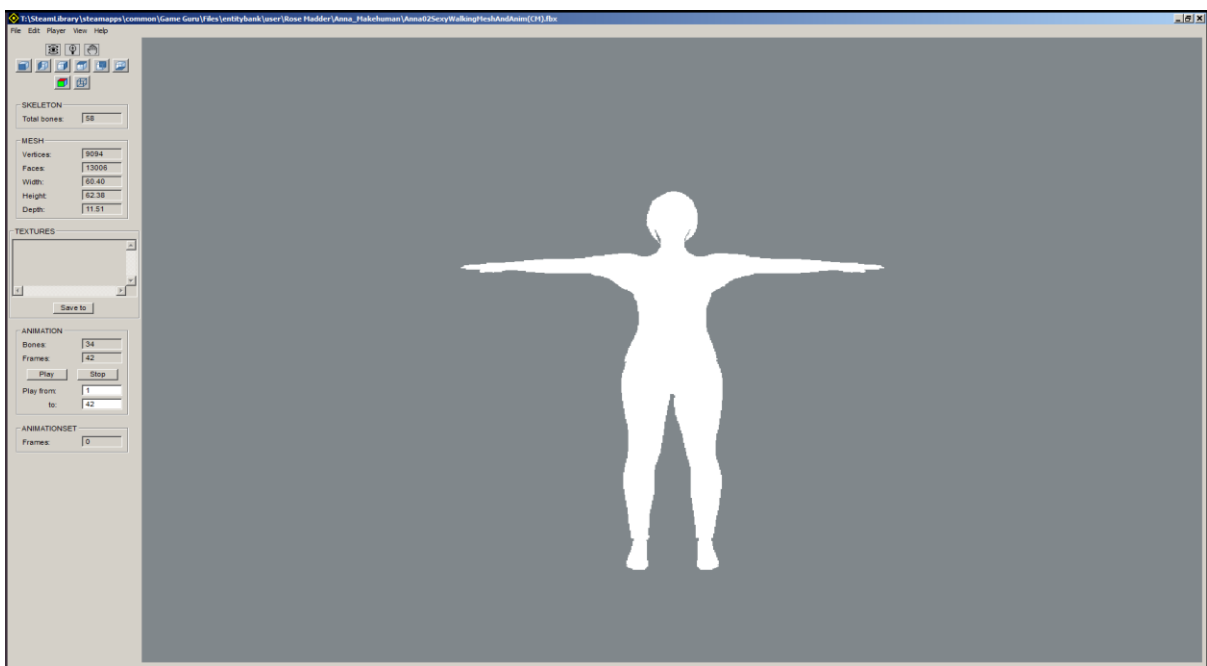 T:\SteamLibrary\steamapps\common\Game Guru\Files\entitybank\user\Rose Madder\Anna_Makehuman\Anna02SexyWalkingMeshAndAnim(CM).fbx
File Edit Player View Help
SKELETON
Total bones: 58
MESH
Vertices: 9094
Faces: 13006
Width: 60.40
Height: 62.38
Depth: 11.51
TEXTURES
Save to
ANIMATION
Bones: 34
Frames: 42
Play Stop
Play from: 1
to: 42
ANIMATIONSET
Frames: 0